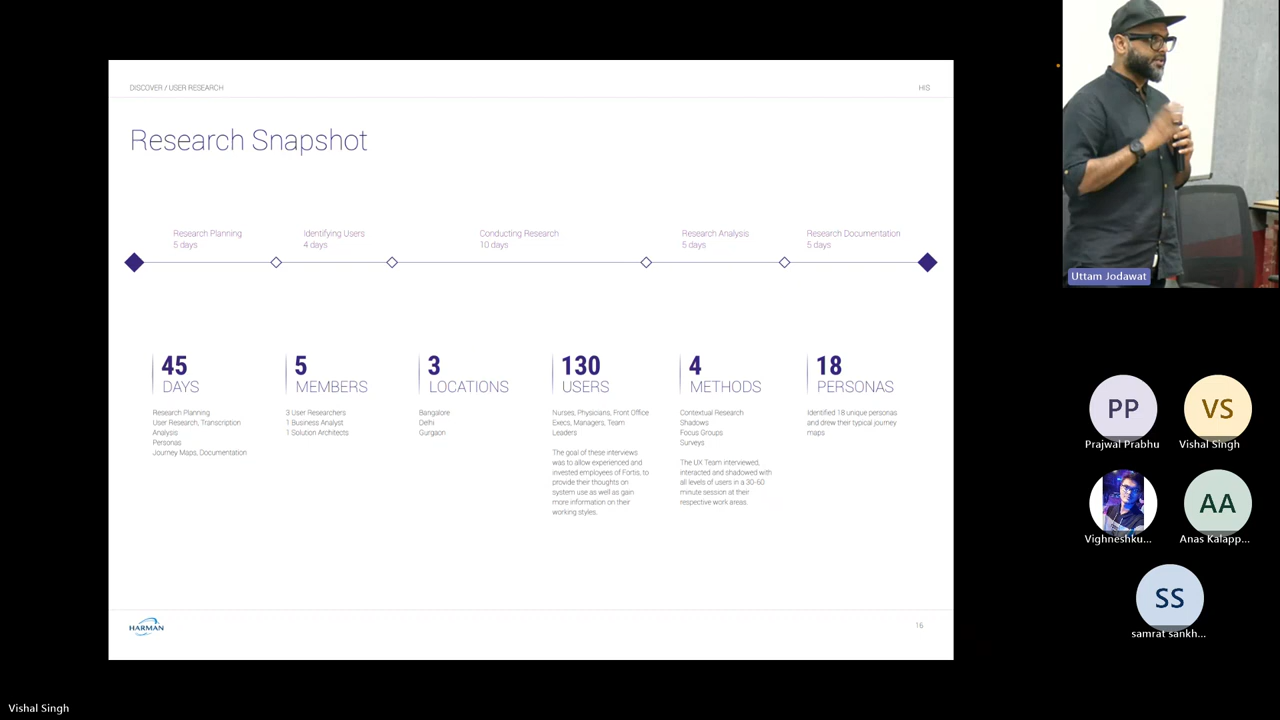 DISCOVER / USER RESEARCH
HIS
Research Snapshot
Research Planning
5 days
Identifying Users
4 days
Conducting Research
10 days
Research Analysis
5 days
Research Documentation
5 days
45
DAYS
Research Planning
User Research, Transcription
Analysis
Personas
Journey Maps, Documentation
5
MEMBERS
3 User Researchers
1 Business Analyst
1 Solution Architects
3
LOCATIONS
Bangalore
Delhi
Gurgaon
130
USERS
Nurses, Physicians, Front Office
Execs, Managers, Team
Leaders
The goal of these interviews
was to allow experienced and
invested employees of Fortis, to
provide their thoughts on
system use as well as gain
more information on their
working styles.
4
METHODS
Contextual Research
Shadows
Focus Groups
Surveys
The UX Team interviewed,
interacted and shadowed with
all levels of users in a 30-60
minute session at their
respective work areas.
18
PERSONAS
Identified 18 unique personas
and drew their typical journey
maps
HARMAN
16
Uttam Jodawat
PP
Prajwal Prabhu
VS
Vishal Singh
Vighneshku...
AA
Anas Kalapp...
SS
samrat sankh...
Vishal Singh